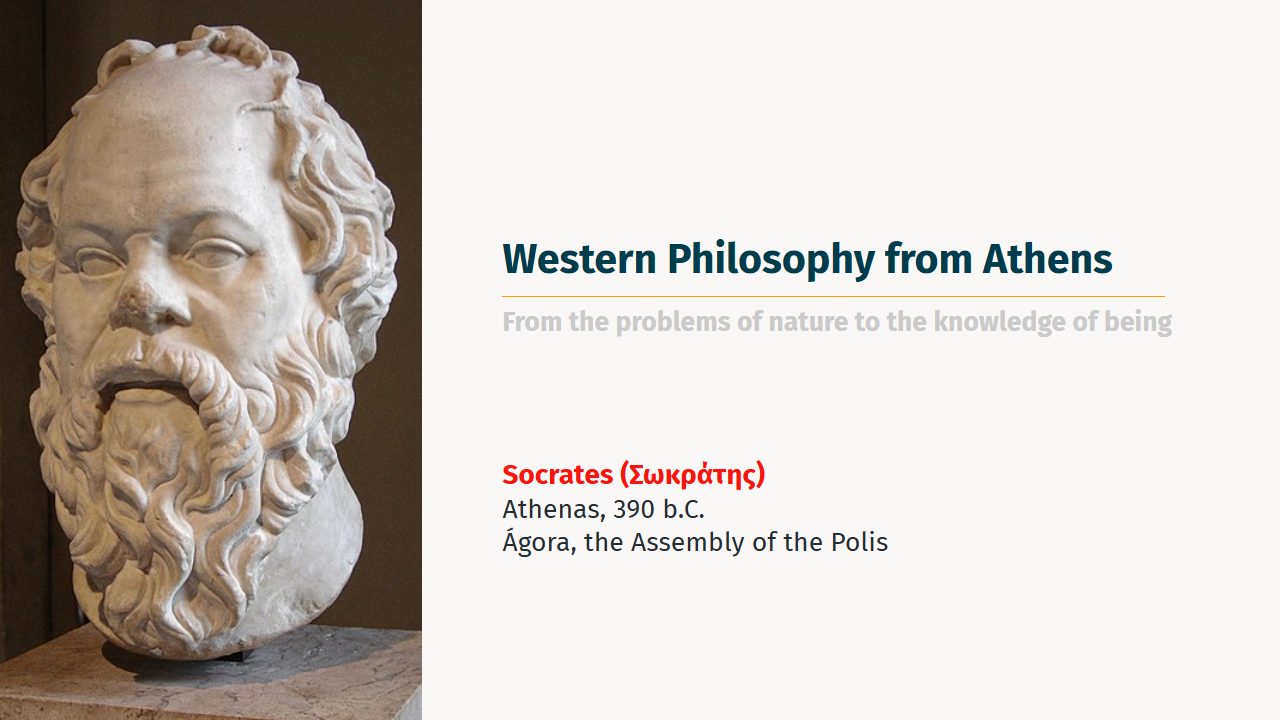 Western Philosophy from Athens
From the problems of nature to the knowledge of being
Socrates (Σωκράτης)
Athenas, 390 b.C.
Ágora, the Assembly of the Polis